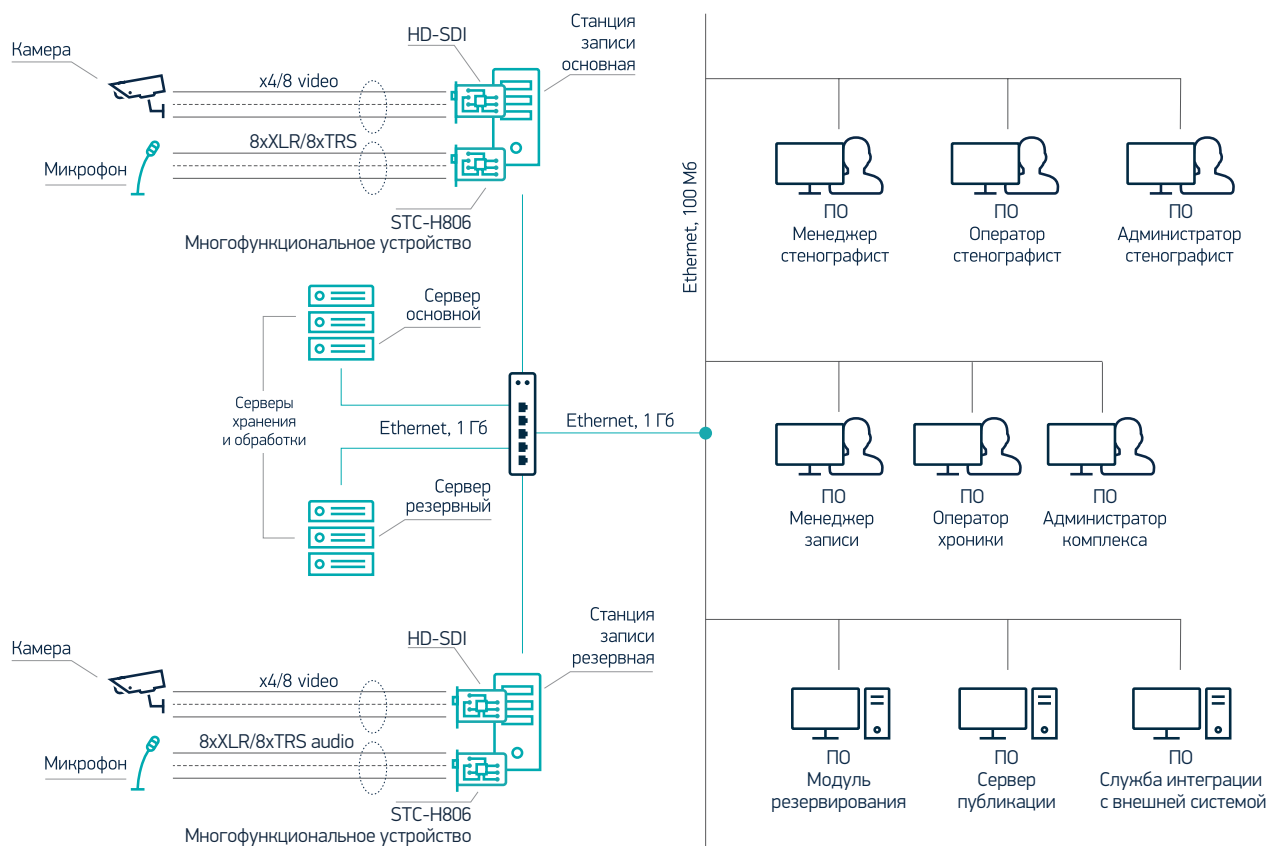 Камера
x4/8 video
HD-SDI
Станция
записи
основная
8xXLR/8xTRS
Микрофон
STC-H806
Многофункциональное устройство
Сервер
основной
Серверы
хранения
и обработки
Ethernet, 1 Гб
Ethernet, 1 Гб
Сервер
резервный
Камера
x4/8 video
HD-SDI
Станция
записи
резервная
8xXLR/8xTRS audio
Микрофон
STC-H806
Многофункциональное устройство
Ethernet, 100 Мб
ПО
Менеджер
стенографист
ПО
Оператор
стенографист
ПО
Администратор
стенографист
ПО
Менеджер
записи
ПО
Оператор
хроники
ПО
Администратор
комплекса
ПО
Модуль
резервирования
ПО
Сервер
публикации
ПО
Служба интеграции
с внешней системой